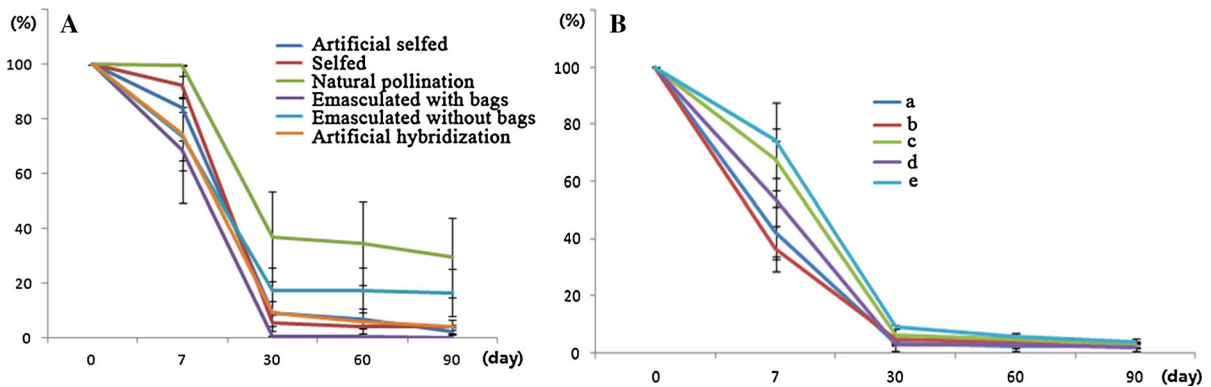 (%)
A
100
80
60
40
20
0
0 7 30 60 90 (day)
Artificial selfed
Selfed
Natural pollination
Emasculated with bags
Emasculated without bags
Artificial hybridization
(%)
B
100
80
60
40
20
0
0 7 30 60 90 (day)
a
b
c
d
e